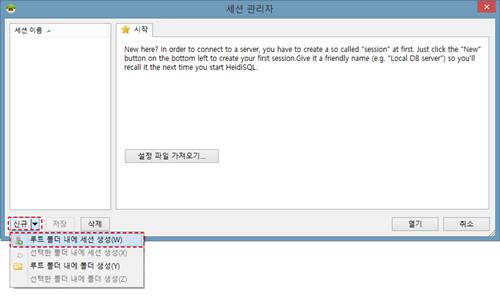 세션 관리자
세션 이름
시작
New here? In order to connect to a server, you have to create a so called "session" at first. Just click the "New"
button on the bottom left to create your first session.Give it a friendly name (e.g. "Local DB server") so you'll
recall it the next time you start HeidiSQL.
설정 파일 가져오기...
신규 저장 삭제 열기 취소
루트 폴더 내에 세션 생성(W)
선택한 폴더 내에 세션 생성(X)
루트 폴더 내에 폴더 생성(Y)
선택한 폴더 내에 폴더 생성(Z)